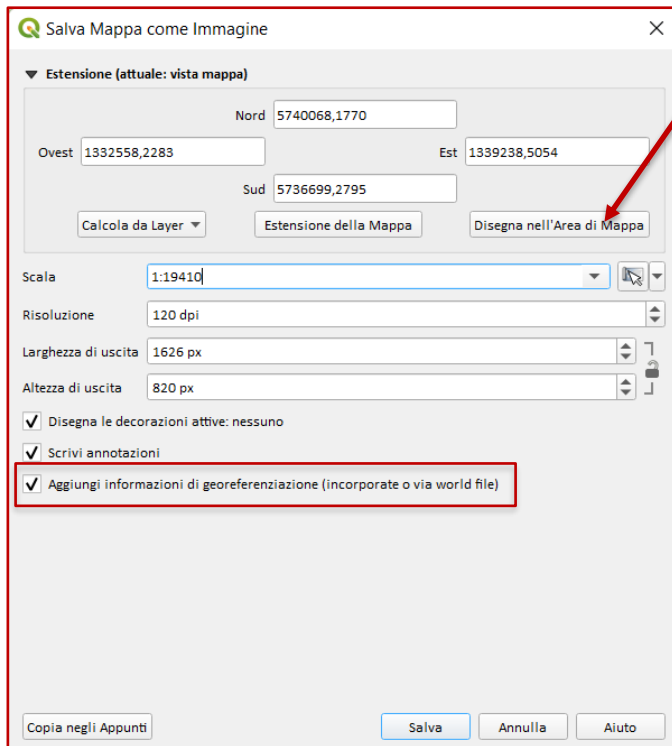 Salva Mappa come Immagine
Estensione (attuale: vista mappa)
Nord 5740068,1770
Ovest 1332558,2283 Est 1339238,5054
Sud 5736699,2795
Calcola da Layer Estensione della Mappa Disegna nell'Area di Mappa
Scala 1:19410
Risoluzione 120 dpi
Larghezza di uscita 1626 px
Altezza di uscita 820 px
Disegna le decorazioni attive: nessuno
Scrivi annotazioni
Aggiungi informazioni di georeferenziazione (incorporate o via world file)
Copia negli Appunti Salva Annulla Aiuto